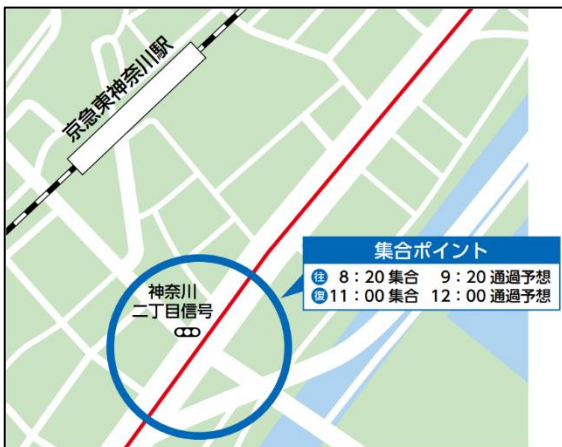 京急東神奈川駅
集合ポイント
往 8:20 集合 9:20 通過予想
復 11:00 集合 12:00 通過予想
神奈川
二丁目信号